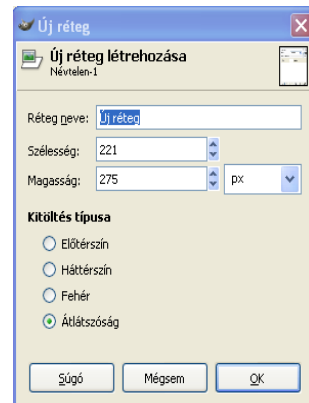 Új réteg
Új réteg létrehozása
Névtelen-1
Réteg neve: Új réteg
Szélesség: 221
Magasság: 275 px
Kitöltés típusa
Előtérszín
Háttérszín
Fehér
Átlátszóság
Súgó Mégsem OK